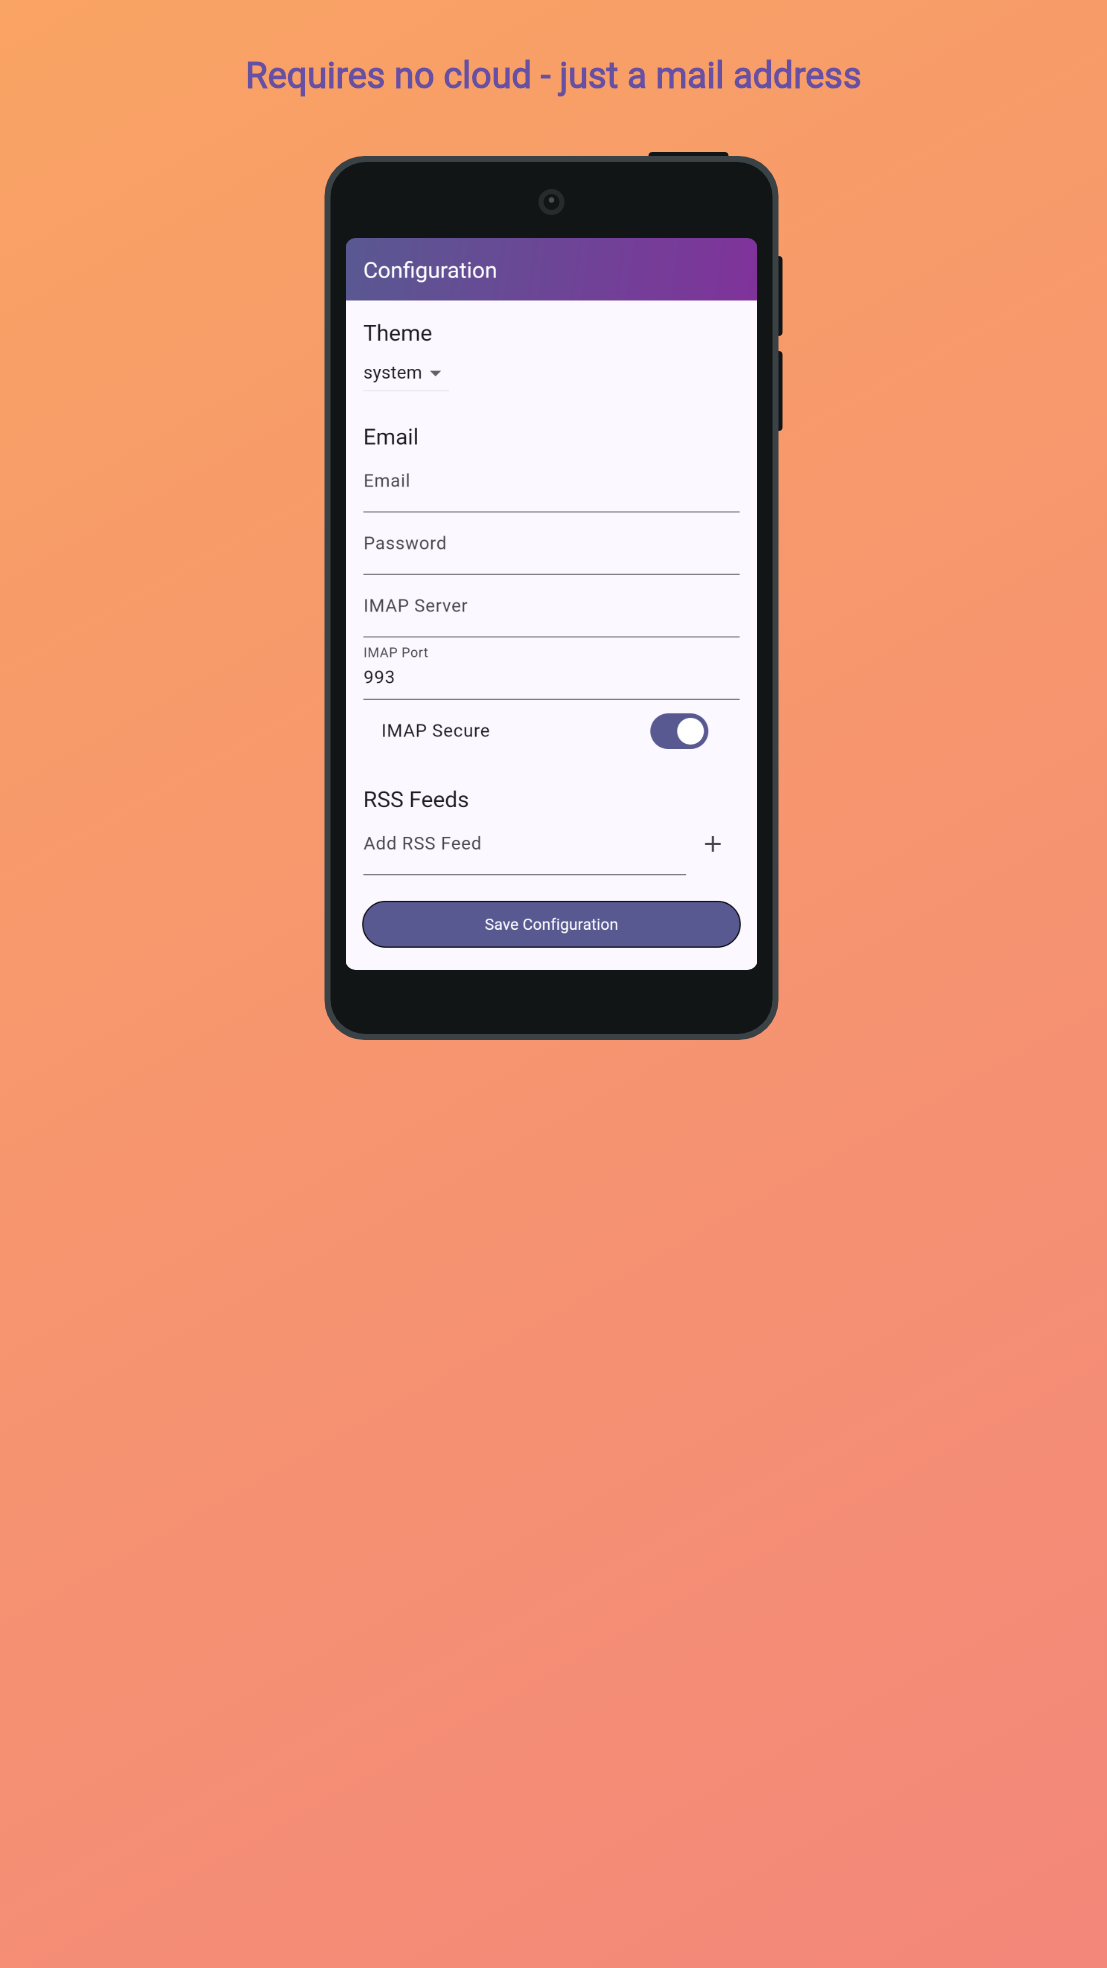 Requires no cloud - just a mail address
Configuration
Theme
system
Email
Email
Password
IMAP Server
IMAP Port
993
IMAP Secure
RSS Feeds
Add RSS Feed
Save Configuration